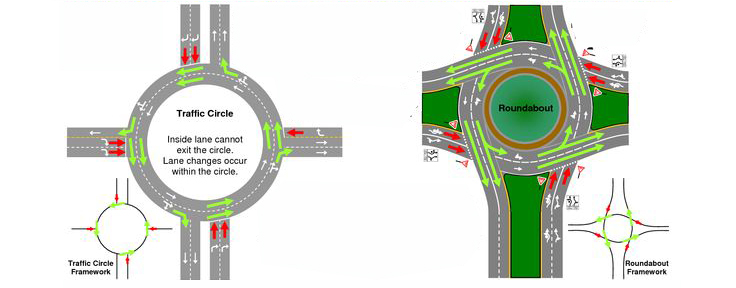 Traffic Circle
Inside lane cannot
exit the circle.
Lane changes occur
within the circle.
Traffic Circle
Framework
Roundabout
Roundabout
Framework